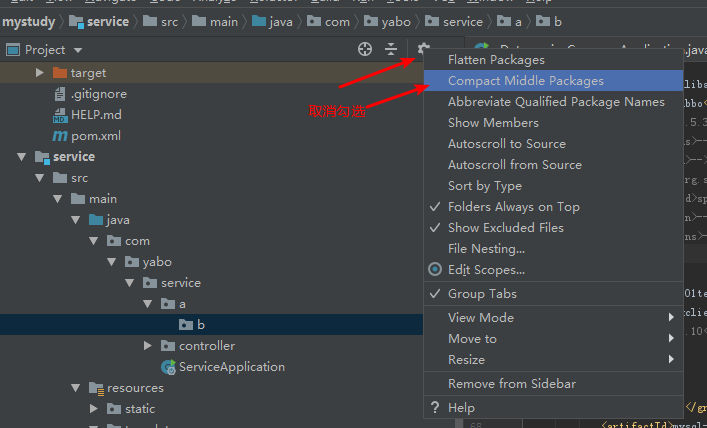 mystudy service src main java com yabo service a b
Project
target
.gitignore
HELP.md
pom.xml
service
src
main
java
com
yabo
service
a
b
controller
ServiceApplication
resources
static
取消勾选
Flatten Packages
Compact Middle Packages
Abbreviate Qualified Package Names
Show Members
Autoscroll to Source
Autoscroll from Source
Sort by Type
Folders Always on Top
Show Excluded Files
File Nesting...
Edit Scopes...
Group Tabs
View Mode
Move to
Resize
Remove from Sidebar
? Help
68
<artifactId>mysql-